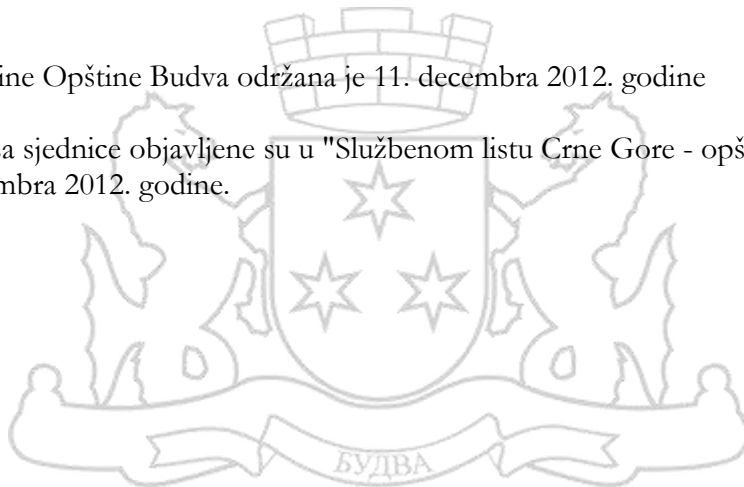 ine Opštine Budva održana je 11. decembra 2012. godine
sa sjednice objavljene su u "Službenom listu Crne Gore - opš
mbra 2012. godine.
БУДВА